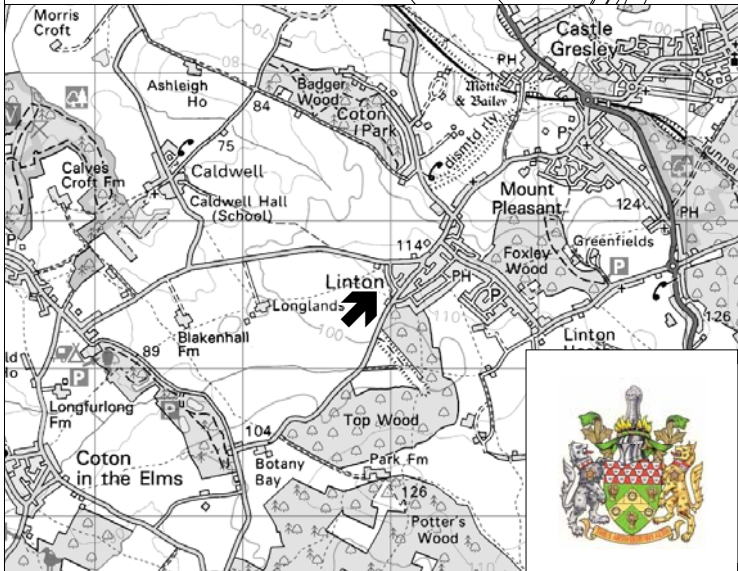 Morris
Croft
Castle
Gresley
PH
100
Ashleigh
Ho
84
Badger
Wood
Coton
Park
Motte
& Bailey
dismtd rly
P
75
Caldwell
Calves
Croft Fm
V
Caldwell Hall
(School)
Mount
Pleasant
124
PH
114
Foxley
Wood
Greenfields
P
P
Linton
PH
P
Longlands
100
110
126
Blakenhall
Fm
Linton
89
P
P
Longfurlong
Fm
Top Wood
104
Coton
in the Elms
Botany
Bay
Park Fm
126
Potter's
Wood